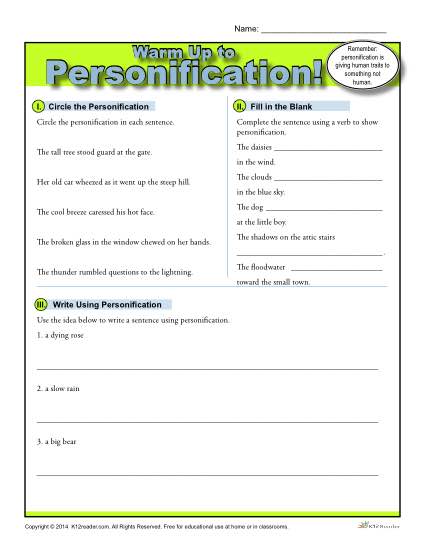 Name: ____________________________
Warm Up to
Personification!
Remember:
personification is
giving human traits to
something not
human.
I. Circle the Personification
Circle the personification in each sentence.
The tall tree stood guard at the gate.
Her old car wheezed as it went up the steep hill.
The cool breeze caressed his hot face.
The broken glass in the window chewed on her hands.
The thunder rumbled questions to the lightning.
II. Fill in the Blank
Complete the sentence using a verb to show
personification.
The daisies ____________________________
in the wind.
The clouds ____________________________
in the blue sky.
The dog ______________________________
at the little boy.
The shadows on the attic stairs
______________________________________ .
The floodwater ________________________
toward the small town.
III. Write Using Personification
Use the idea below to write a sentence using personification.
1. a dying rose
2. a slow rain
3. a big bear
Copyright © 2014 K12reader.com. All Rights Reserved. Free for educational use at home or in classrooms.
K12Reader